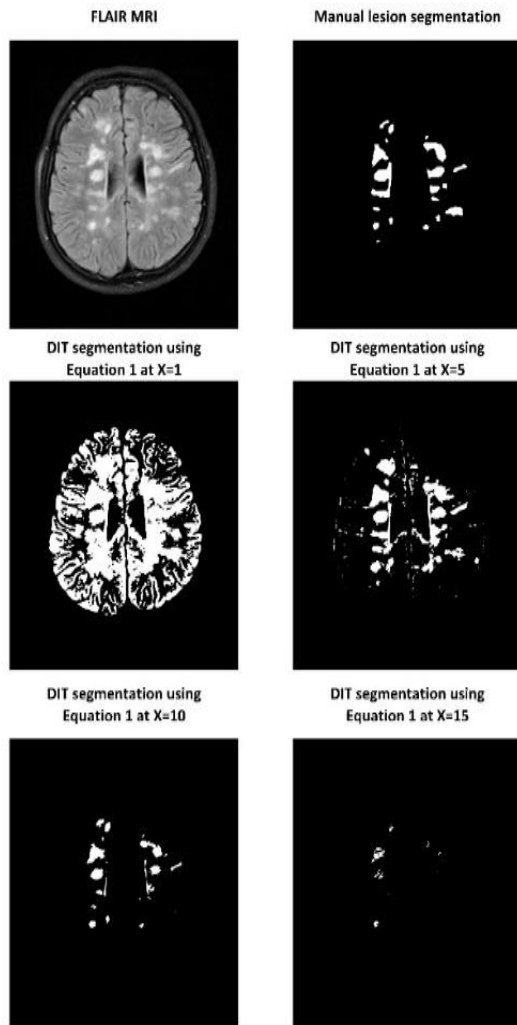 FLAIR MRI
Manual lesion segmentation
DIT segmentation using
Equation 1 at X=1
DIT segmentation using
Equation 1 at X=5
DIT segmentation using
Equation 1 at X=10
DIT segmentation using
Equation 1 at X=15